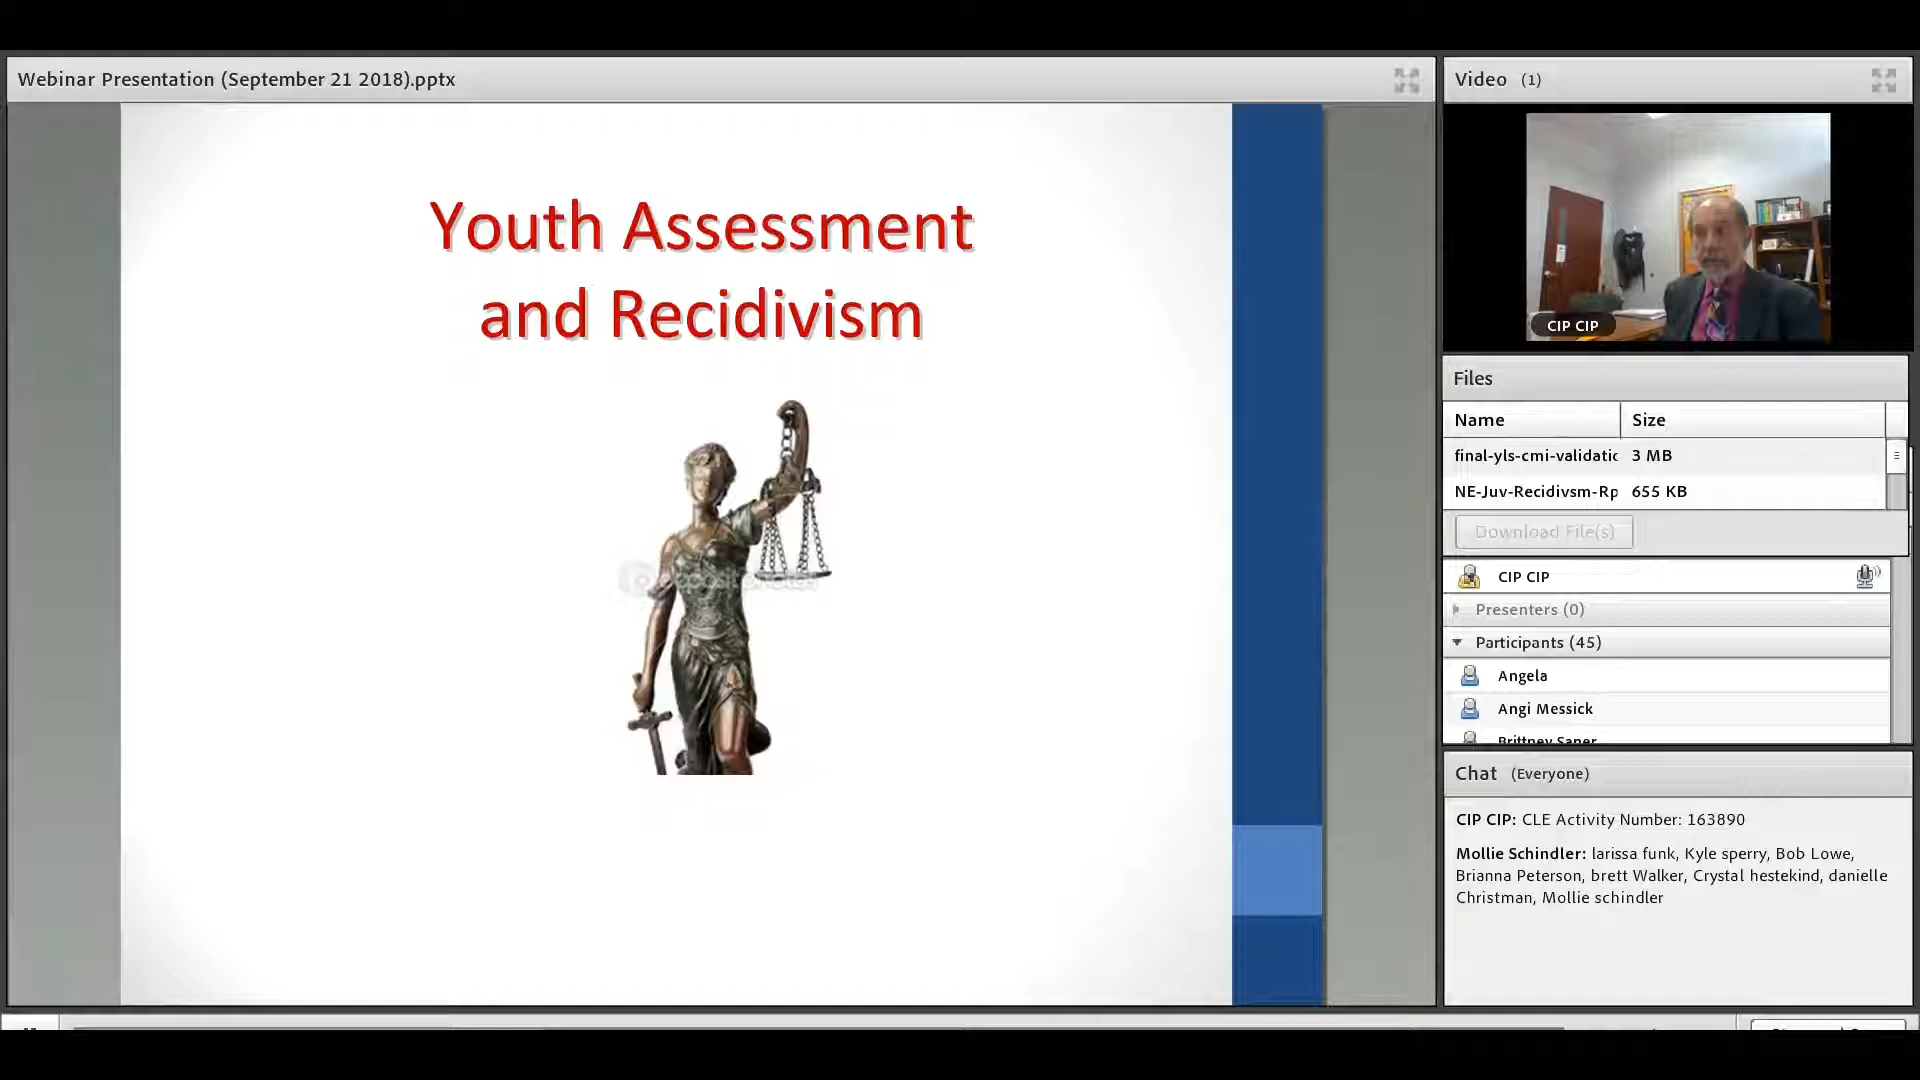 Webinar Presentation (September 21 2018).pptx
Youth Assessment
and Recidivism
depositphotos
Video (1)
CIP CIP
Files
Name Size
final-yls-cmi-validatic 3 MB
NE-Juv-Recidivsm-Rp 655 KB
Download File(s)
CIP CIP
Presenters (0)
Participants (45)
Angela
Angi Messick
Chat (Everyone)
CIP CIP: CLE Activity Number: 163890
Mollie Schindler: larissa funk, Kyle sperry, Bob Lowe,
Brianna Peterson, brett Walker, Crystal hestekind, danielle
Christman, Mollie schindler